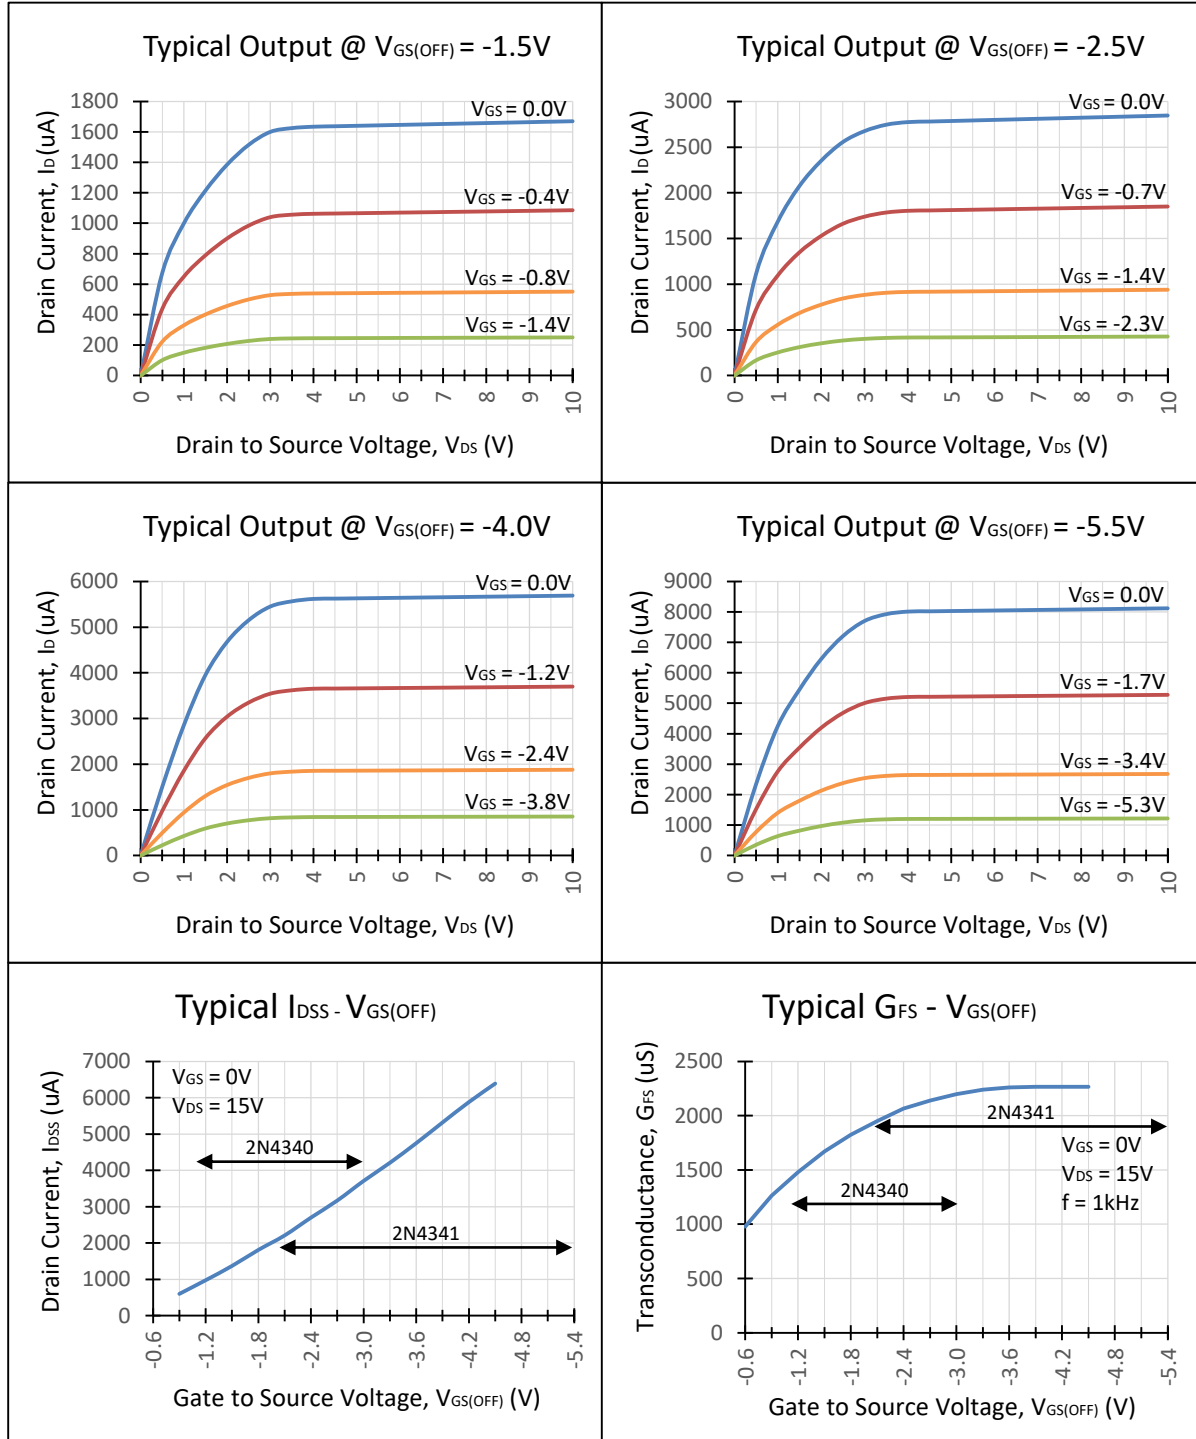 Typical Output @ VGS(OFF) = -1.5V
Drain Current, ID (uA)
1800
1600
1400
1200
1000
800
600
400
200
0
VGS = 0.0V
VGS = -0.4V
VGS = -0.8V
VGS = -1.4V
0 1 2 3 4 5 6 7 8 9 10
Drain to Source Voltage, VDS (V)
Typical Output @ VGS(OFF) = -2.5V
Drain Current, ID (uA)
3000
2500
2000
1500
1000
500
0
VGS = 0.0V
VGS = -0.7V
VGS = -1.4V
VGS = -2.3V
0 1 2 3 4 5 6 7 8 9 10
Drain to Source Voltage, VDS (V)
Typical Output @ VGS(OFF) = -4.0V
Drain Current, ID (uA)
6000
5000
4000
3000
2000
1000
0
VGS = 0.0V
VGS = -1.2V
VGS = -2.4V
VGS = -3.8V
0 1 2 3 4 5 6 7 8 9 10
Drain to Source Voltage, VDS (V)
Typical Output @ VGS(OFF) = -5.5V
Drain Current, ID (uA)
9000
8000
7000
6000
5000
4000
3000
2000
1000
0
VGS = 0.0V
VGS = -1.7V
VGS = -3.4V
VGS = -5.3V
0 1 2 3 4 5 6 7 8 9 10
Drain to Source Voltage, VDS (V)
Typical IDSS - VGS(OFF)
Drain Current, IDSS (uA)
7000
6000
5000
4000
3000
2000
1000
0
VGS = 0V
VDS = 15V
2N4340
2N4341
-0.6 -1.2 -1.8 -2.4 -3.0 -3.6 -4.2 -4.8 -5.4
Gate to Source Voltage, VGS(OFF) (V)
Typical GFS - VGS(OFF)
Transconductance, GFS (uS)
2500
2000
1500
1000
500
0
2N4341
VGS = 0V
VDS = 15V
f = 1kHz
2N4340
-0.6 -1.2 -1.8 -2.4 -3.0 -3.6 -4.2 -4.8 -5.4
Gate to Source Voltage, VGS(OFF) (V)